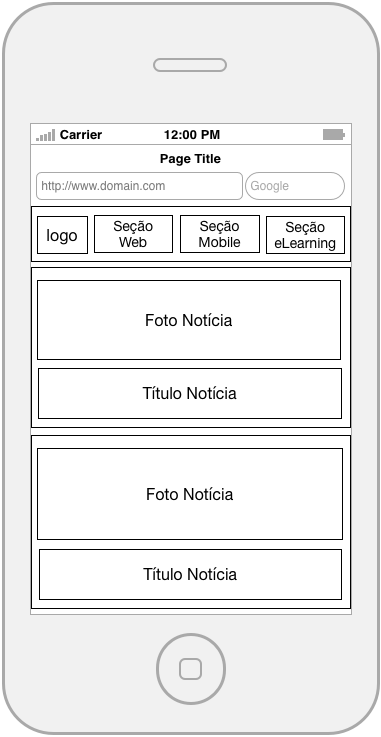 Carrier 12:00 PM
Page Title
http://www.domain.com Google
logo
Seção
Web
Seção
Mobile
Seção
eLearning
Foto Notícia
Título Notícia
Foto Notícia
Título Notícia